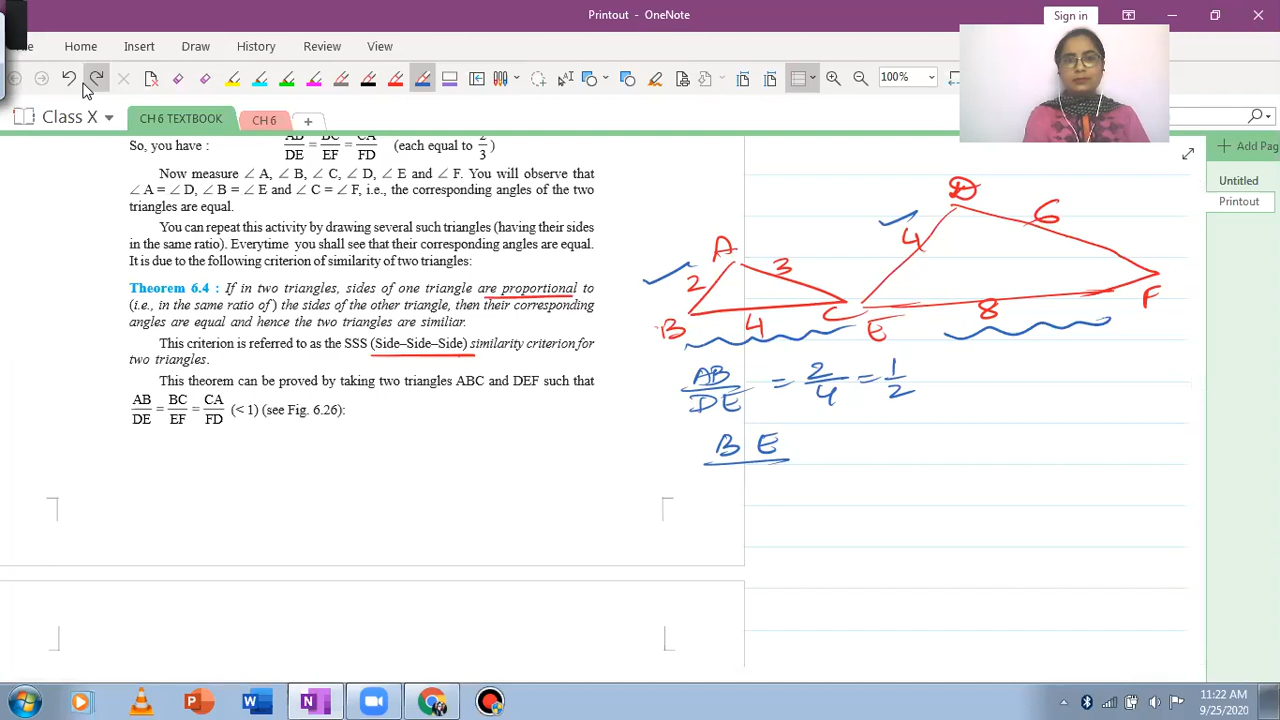 Printout - OneNote
Sign in
Home Insert Draw History Review View
100%
Class X
CH 6 TEXTBOOK
CH 6
Add Pag
Untitled
Printout
So, you have : AB/DE = BC/EF = CA/FD (each equal to 2/3)
Now measure ∠ A, ∠ B, ∠ C, ∠ D, ∠ E and ∠ F. You will observe that
∠ A = ∠ D, ∠ B = ∠ E and ∠ C = ∠ F, i.e., the corresponding angles of the two
triangles are equal.
You can repeat this activity by drawing several such triangles (having their sides
in the same ratio). Everytime you shall see that their corresponding angles are equal.
It is due to the following criterion of similarity of two triangles:
Theorem 6.4 : If in two triangles, sides of one triangle are proportional to
(i.e., in the same ratio of ) the sides of the other triangle, then their corresponding
angles are equal and hence the two triangles are similiar.
This criterion is referred to as the SSS (Side–Side–Side) similarity criterion for
two triangles.
This theorem can be proved by taking two triangles ABC and DEF such that
AB/DE = BC/EF = CA/FD (< 1) (see Fig. 6.26):
A
2
3
B
4
C
D
4
6
E
8
F
AB/DE = 2/4 = 1/2
B E
11:22 AM
9/25/2020